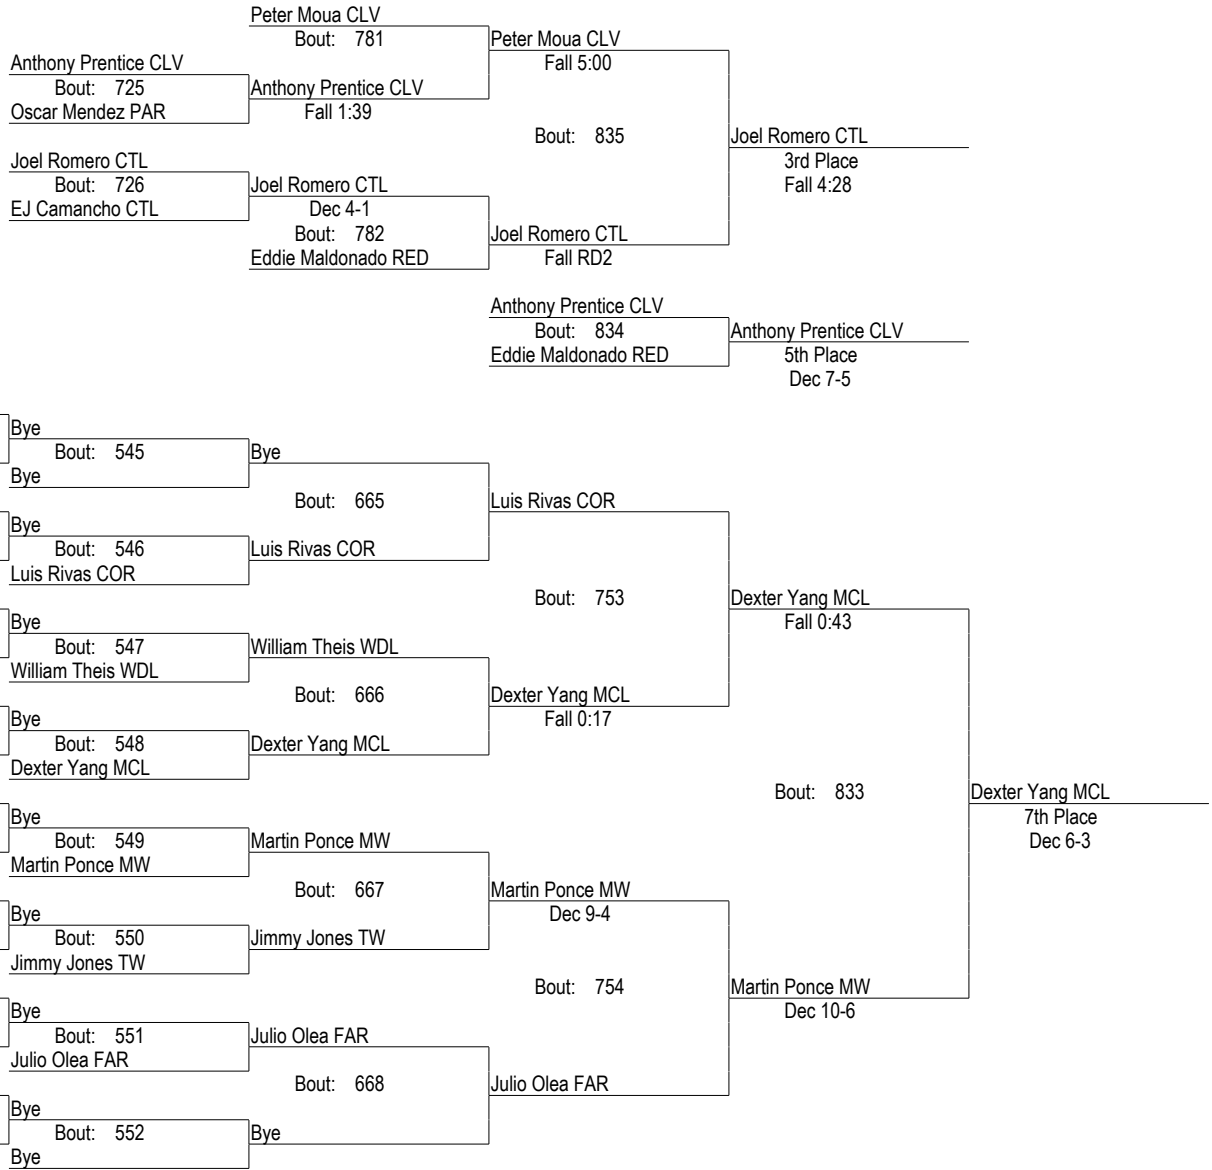 Peter Moua CLV
Bout: 781
Peter Moua CLV
Anthony Prentice CLV
Fall 5:00
Bout: 725
Anthony Prentice CLV
Oscar Mendez PAR
Fall 1:39
Bout: 835
Joel Romero CTL
Joel Romero CTL
3rd Place
Bout: 726
Joel Romero CTL
Fall 4:28
EJ Camancho CTL
Dec 4-1
Bout: 782
Joel Romero CTL
Eddie Maldonado RED
Fall RD2
Anthony Prentice CLV
Bout: 834
Anthony Prentice CLV
Eddie Maldonado RED
5th Place
Dec 7-5
Bye
Bout: 545
Bye
Bye
Bout: 665
Luis Rivas COR
Bye
Bout: 546
Luis Rivas COR
Luis Rivas COR
Bout: 753
Dexter Yang MCL
Bye
Fall 0:43
Bout: 547
William Theis WDL
William Theis WDL
Bout: 666
Dexter Yang MCL
Bye
Fall 0:17
Bout: 548
Dexter Yang MCL
Dexter Yang MCL
Bout: 833
Dexter Yang MCL
Bye
7th Place
Bout: 549
Martin Ponce MW
Dec 6-3
Martin Ponce MW
Bout: 667
Martin Ponce MW
Bye
Dec 9-4
Bout: 550
Jimmy Jones TW
Jimmy Jones TW
Bout: 754
Martin Ponce MW
Bye
Dec 10-6
Bout: 551
Julio Olea FAR
Julio Olea FAR
Bout: 668
Julio Olea FAR
Bye
Bout: 552
Bye
Bye